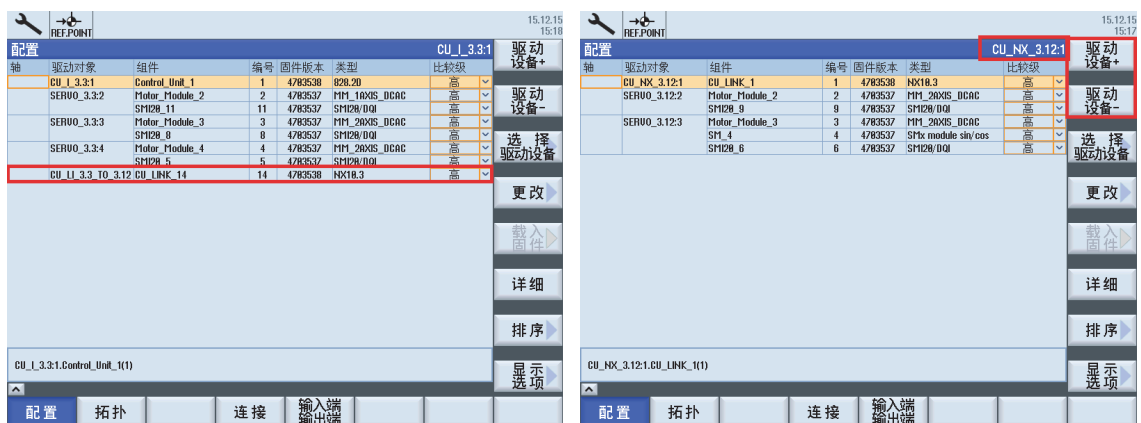 REF.POINT
15.12.15
15:18
配置
CU_I_3.3:1
轴 驱动对象 组件 编号 固件版本 类型 比较级
CU_I_3.3:1 Control_Unit_1 1 4703538 828.2D 高
SERVO_3.3:2 Motor_Module_2 2 4703537 MM_2AXIS_DCAC 高
SMI20_11 11 4703537 SMI20/DQI 高
SERVO_3.3:3 Motor_Module_3 3 4703537 MM_2AXIS_DCAC 高
SMI20_8 8 4703537 SMI20/DQI 高
SERVO_3.3:4 Motor_Module_4 4 4703537 MM_2AXIS_DCAC 高
SMI20_5 5 4703537 SMI20/DQI 高
CU_LI_3.3_TO_3.12 CU_LINK_14 14 4703538 NX10.3 高
CU_I_3.3:1.Control_Unit_1(1)
驱动
设备+
驱动
设备-
选择
驱动设备
更改
载入
固件
详细
排序
显示
选项
配置 拓扑 连接 输入端
输出端
REF.POINT
15.12.15
15:17
配置
CU_NX_3.12:1
轴 驱动对象 组件 编号 固件版本 类型 比较级
CU_NX_3.12:1 CU_LINK_1 1 4703538 NX10.3 高
SERVO_3.12:2 Motor_Module_2 2 4703537 MM_2AXIS_DCAC 高
SMI20_9 9 4703537 SMI20/DQI 高
SERVO_3.12:3 Motor_Module_3 3 4703537 MM_2AXIS_DCAC 高
SM_4 4 4703537 SMx module sin/cos 高
SMI20_6 6 4703537 SMI20/DQI 高
CU_NX_3.12:1.CU_LINK_1(1)
驱动
设备+
驱动
设备-
选择
驱动设备
更改
载入
固件
详细
排序
显示
选项
配置 拓扑 连接 输入端
输出端